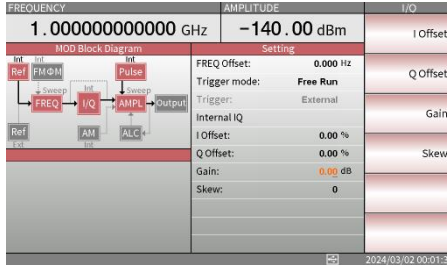 FREQUENCY AMPLITUDE I/Q
1.000000000000 GHz -140.00 dBm
MOD Block Diagram
Int Int Int
Ref FMΦM Pulse
Sweep Int Sweep
FREQ I/Q AMPL Output
Ref AM ALC
Ext Int
Setting
FREQ Offset: 0.000 Hz
Trigger mode: Free Run
Trigger: External
Internal IQ
I Offset: 0.00 %
Q Offset: 0.00 %
Gain: 0.00 dB
Skew: 0
I Offset
Q Offset
Gain
Skew
2024/03/02 00:01:3